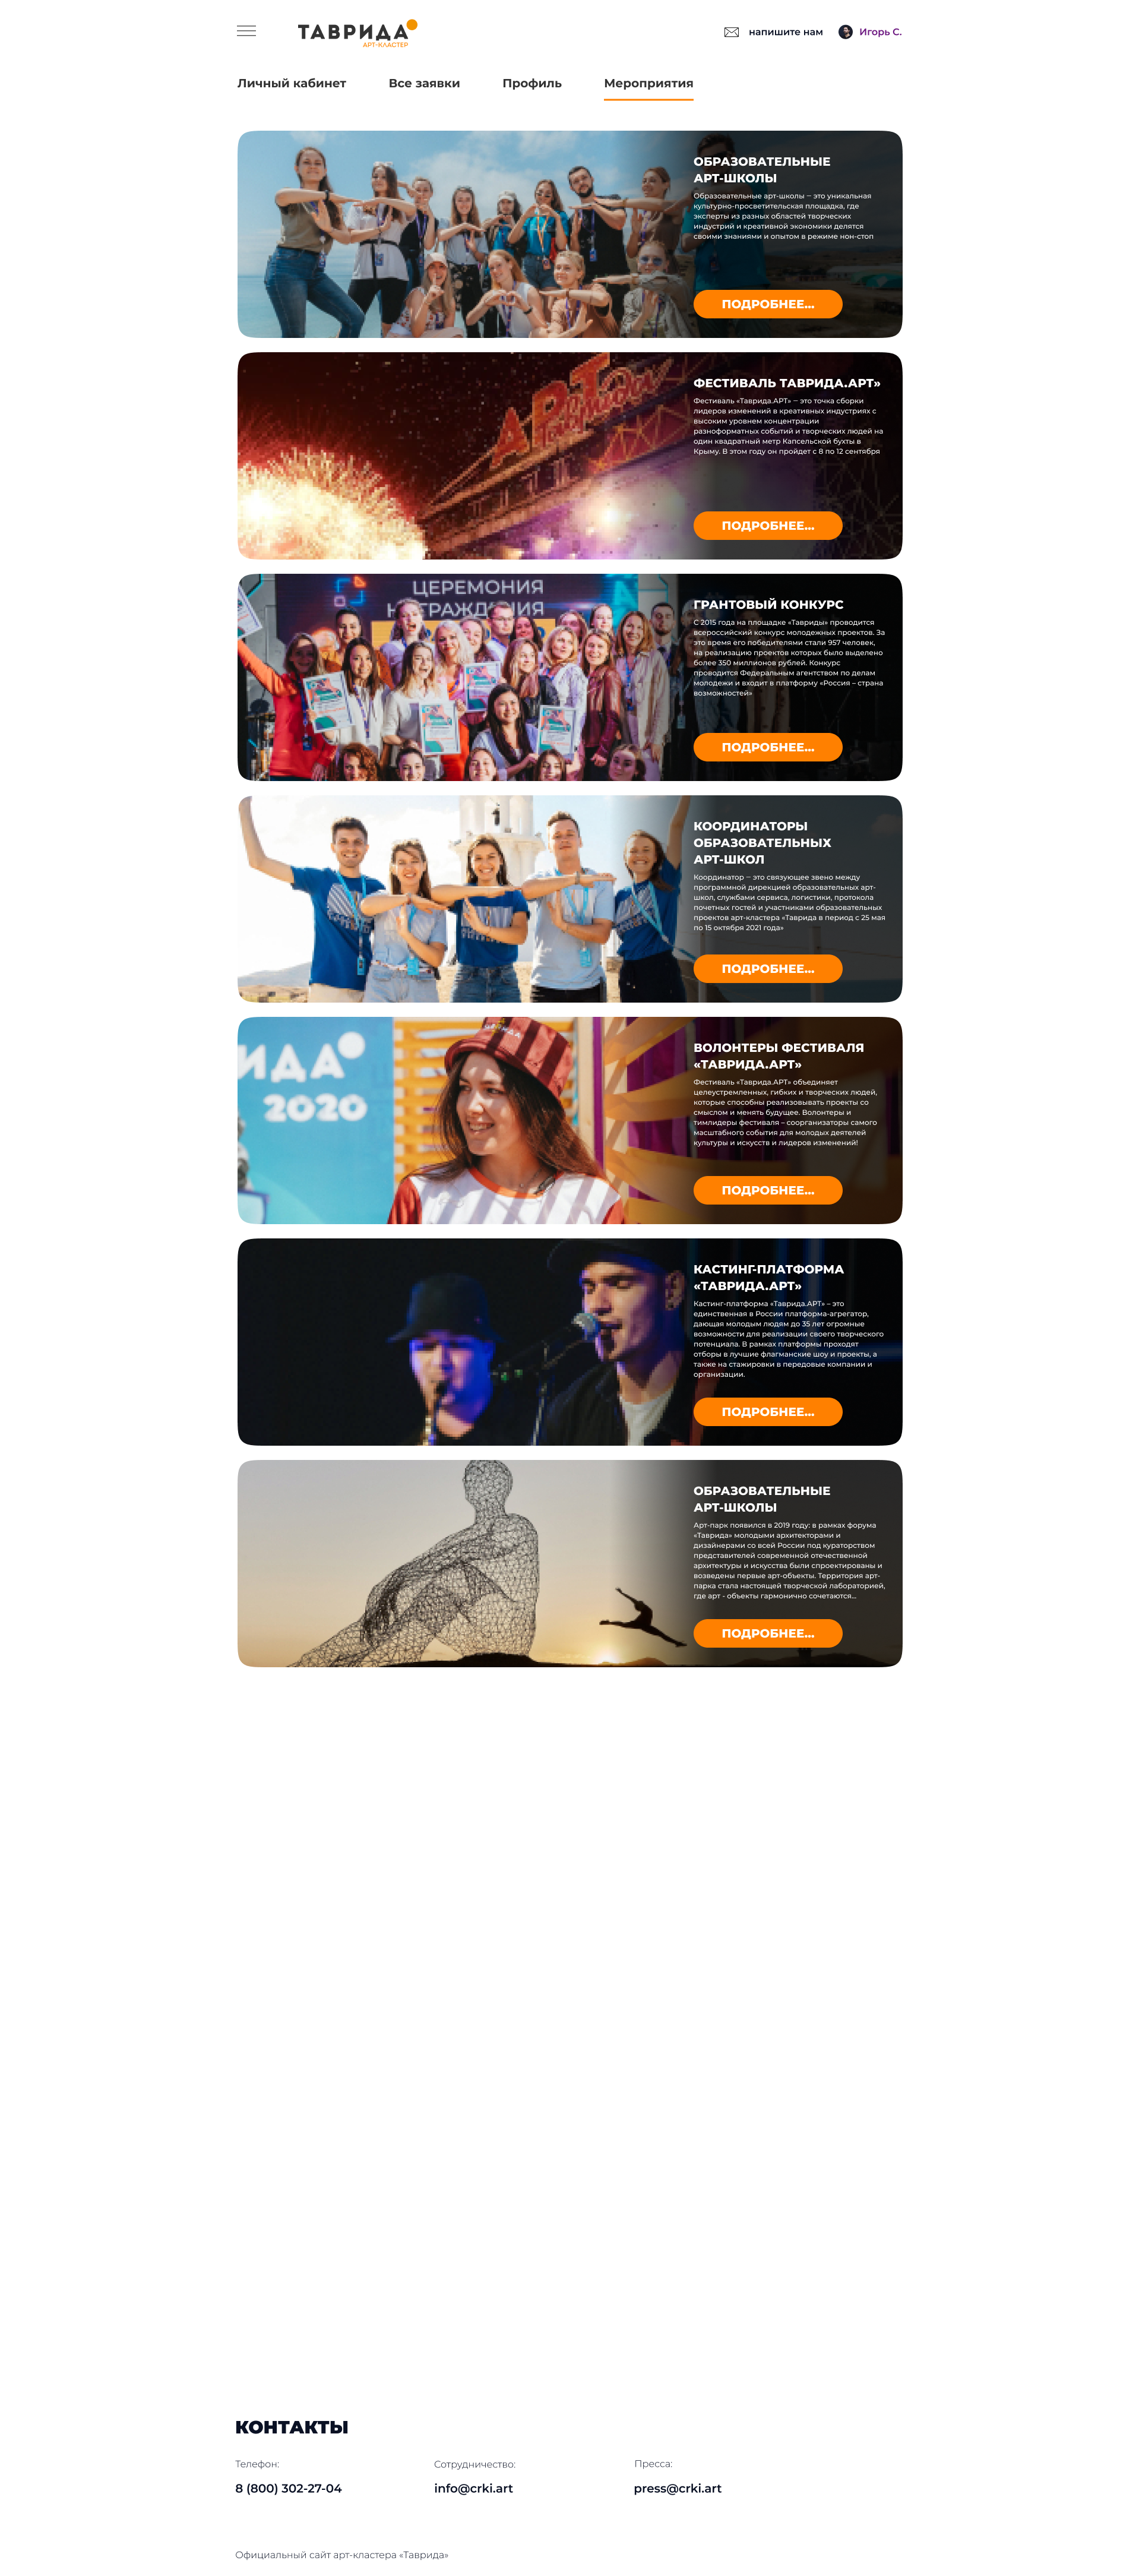 ТАВРИДА
АРТ-КЛАСТЕР
напишите нам
Игорь С.
Личный кабинет
Все заявки
Профиль
Мероприятия
ОБРАЗОВАТЕЛЬНЫЕ
АРТ-ШКОЛЫ
Образовательные арт-школы – это уникальная
культурно-просветительская площадка, где
эксперты из разных областей творческих
индустрий и креативной экономики делятся
своими знаниями и опытом в режиме нон-стоп
ПОДРОБНЕЕ...
ФЕСТИВАЛЬ ТАВРИДА.АРТ»
Фестиваль «Таврида.АРТ» – это точка сборки
лидеров изменений в креативных индустриях с
высоким уровнем концентрации
разноформатных событий и творческих людей на
один квадратный метр Капсельской бухты в
Крыму. В этом году он пройдет с 8 по 12 сентября
ПОДРОБНЕЕ...
ЦЕРЕМОНИЯ
НАГРАЖДЕНИЯ
ГРАНТОВЫЙ КОНКУРС
С 2015 года на площадке «Тавриды» проводится
всероссийский конкурс молодежных проектов. За
это время его победителями стали 957 человек,
на реализацию проектов которых было выделено
более 350 миллионов рублей. Конкурс
проводится Федеральным агентством по делам
молодежи и входит в платформу «Россия – страна
возможностей»
ПОДРОБНЕЕ...
КООРДИНАТОРЫ
ОБРАЗОВАТЕЛЬНЫХ
АРТ-ШКОЛ
Координатор – это связующее звено между
программной дирекцией образовательных арт-
школ, службами сервиса, логистики, протокола
почетных гостей и участниками образовательных
проектов арт-кластера «Таврида в период с 25 мая
по 15 октября 2021 года»
ПОДРОБНЕЕ...
ИДА
2020
ВОЛОНТЕРЫ ФЕСТИВАЛЯ
«ТАВРИДА.АРТ»
Фестиваль «Таврида.АРТ» объединяет
целеустремленных, гибких и творческих людей,
которые способны реализовывать проекты со
смыслом и менять будущее. Волонтеры и
тимлидеры фестиваля – соорганизаторы самого
масштабного события для молодых деятелей
культуры и искусств и лидеров изменений!
ПОДРОБНЕЕ...
КАСТИНГ-ПЛАТФОРМА
«ТАВРИДА.АРТ»
Кастинг-платформа «Таврида.АРТ» – это
единственная в России платформа-агрегатор,
дающая молодым людям до 35 лет огромные
возможности для реализации своего творческого
потенциала. В рамках платформы проходят
отборы в лучшие флагманские шоу и проекты, а
также на стажировки в передовые компании и
организации.
ПОДРОБНЕЕ...
ОБРАЗОВАТЕЛЬНЫЕ
АРТ-ШКОЛЫ
Арт-парк появился в 2019 году: в рамках форума
«Таврида» молодыми архитекторами и
дизайнерами со всей России под кураторством
представителей современной отечественной
архитектуры и искусства были спроектированы и
возведены первые арт-объекты. Территория арт-
парка стала настоящей творческой лабораторией,
где арт - объекты гармонично сочетаются...
ПОДРОБНЕЕ...
КОНТАКТЫ
Телефон:
8 (800) 302-27-04
Сотрудничество:
info@crki.art
Пресса:
press@crki.art
Официальный сайт арт-кластера «Таврида»